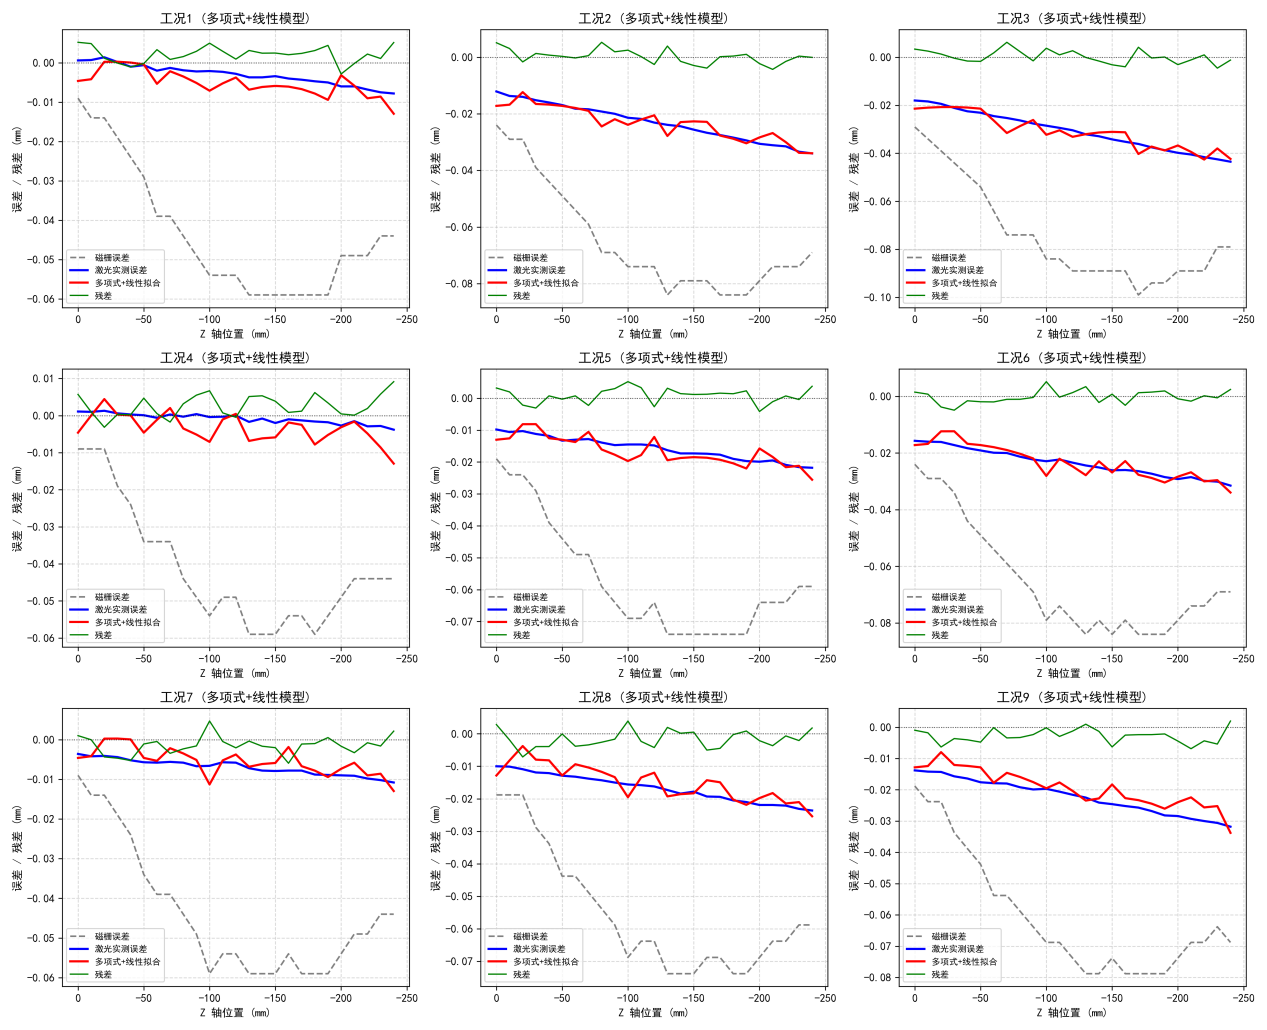 工况1 (多项式+线性模型)
误差 / 残差 (mm)
0.00
−0.01
−0.02
−0.03
−0.04
−0.05
−0.06
磁栅误差
激光实测误差
多项式+线性拟合
残差
0 −50 −100 −150 −200 −250
Z 轴位置 (mm)
工况2 (多项式+线性模型)
误差 / 残差 (mm)
0.00
−0.02
−0.04
−0.06
−0.08
磁栅误差
激光实测误差
多项式+线性拟合
残差
0 −50 −100 −150 −200 −250
Z 轴位置 (mm)
工况3 (多项式+线性模型)
误差 / 残差 (mm)
0.00
−0.02
−0.04
−0.06
−0.08
−0.10
磁栅误差
激光实测误差
多项式+线性拟合
残差
0 −50 −100 −150 −200 −250
Z 轴位置 (mm)
工况4 (多项式+线性模型)
误差 / 残差 (mm)
0.01
0.00
−0.01
−0.02
−0.03
−0.04
−0.05
−0.06
磁栅误差
激光实测误差
多项式+线性拟合
残差
0 −50 −100 −150 −200 −250
Z 轴位置 (mm)
工况5 (多项式+线性模型)
误差 / 残差 (mm)
0.00
−0.01
−0.02
−0.03
−0.04
−0.05
−0.06
−0.07
磁栅误差
激光实测误差
多项式+线性拟合
残差
0 −50 −100 −150 −200 −250
Z 轴位置 (mm)
工况6 (多项式+线性模型)
误差 / 残差 (mm)
0.00
−0.02
−0.04
−0.06
−0.08
磁栅误差
激光实测误差
多项式+线性拟合
残差
0 −50 −100 −150 −200 −250
Z 轴位置 (mm)
工况7 (多项式+线性模型)
误差 / 残差 (mm)
0.00
−0.01
−0.02
−0.03
−0.04
−0.05
−0.06
磁栅误差
激光实测误差
多项式+线性拟合
残差
0 −50 −100 −150 −200 −250
Z 轴位置 (mm)
工况8 (多项式+线性模型)
误差 / 残差 (mm)
0.00
−0.01
−0.02
−0.03
−0.04
−0.05
−0.06
−0.07
磁栅误差
激光实测误差
多项式+线性拟合
残差
0 −50 −100 −150 −200 −250
Z 轴位置 (mm)
工况9 (多项式+线性模型)
误差 / 残差 (mm)
0.00
−0.01
−0.02
−0.03
−0.04
−0.05
−0.06
−0.07
−0.08
磁栅误差
激光实测误差
多项式+线性拟合
残差
0 −50 −100 −150 −200 −250
Z 轴位置 (mm)